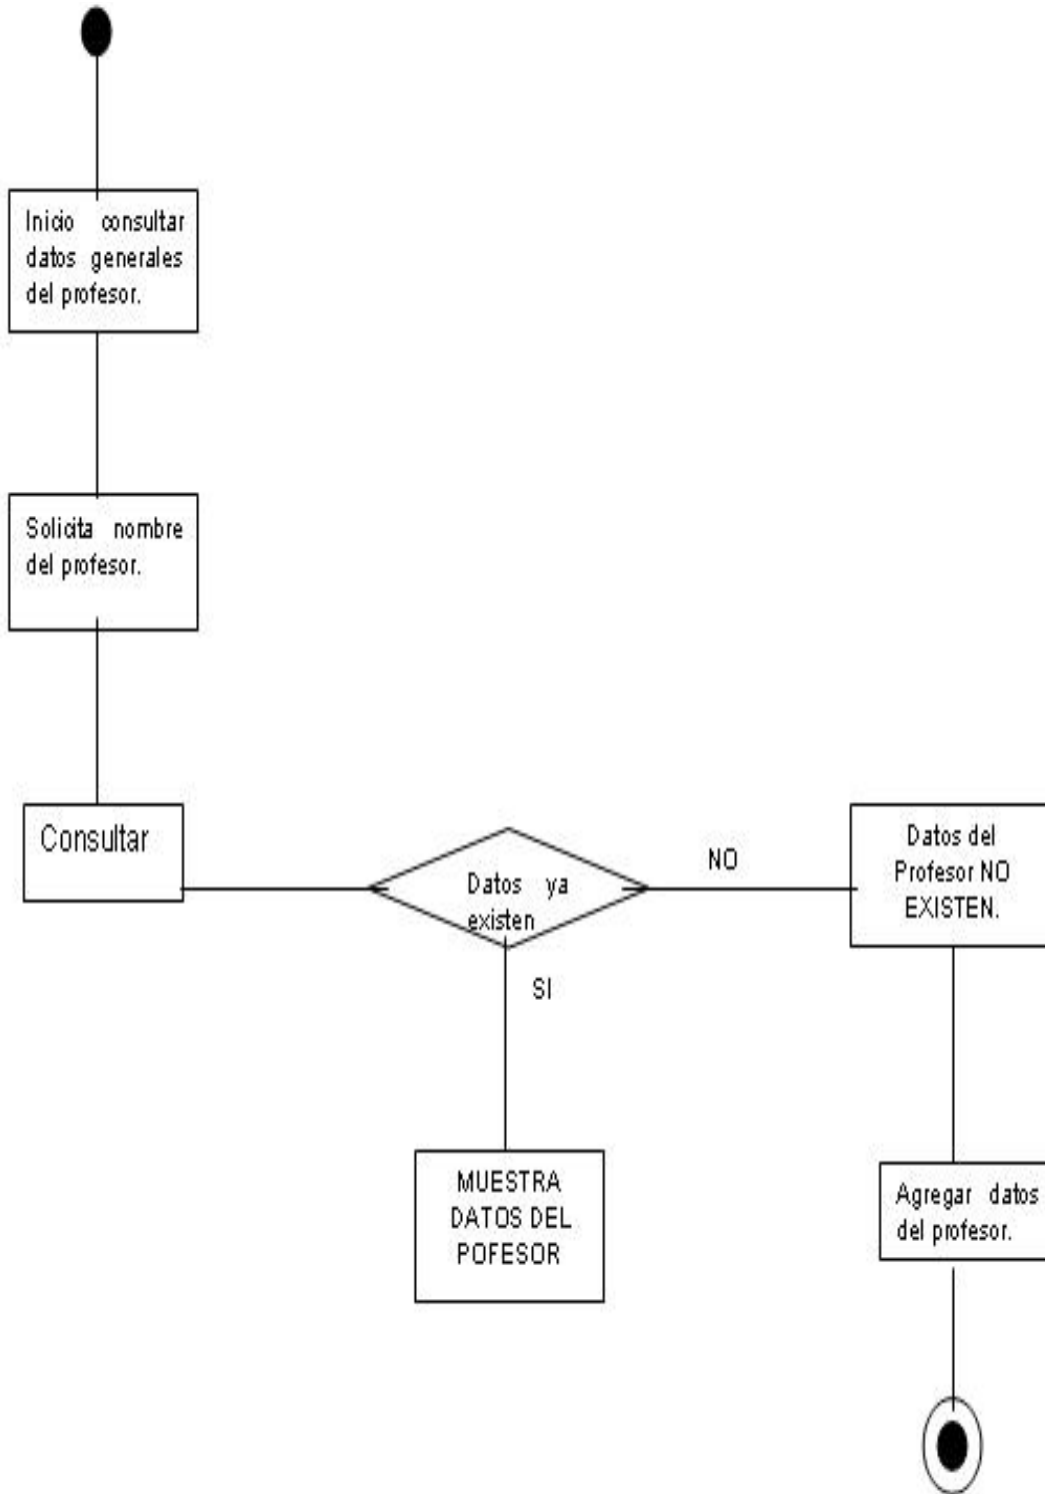 Inicio consultar
datos generales
del profesor.
Solicita nombre
del profesor.
Consultar
Datos ya
existen
NO
Datos del
Profesor NO
EXISTEN.
SI
MUESTRA
DATOS DEL
POFESOR
Agregar datos
del profesor.